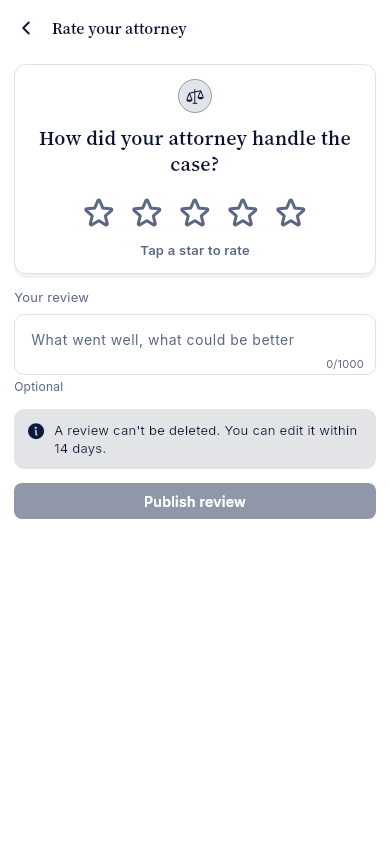 Rate your attorney
How did your attorney handle the
case?
Tap a star to rate
Your review
What went well, what could be better
0/1000
Optional
A review can't be deleted. You can edit it within
14 days.
Publish review